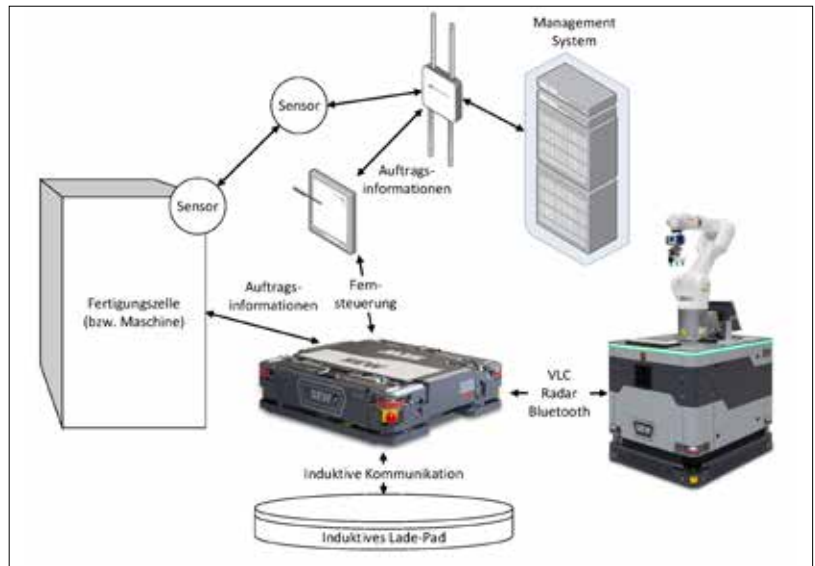 Management
System
Sensor
Auftrags-
informationen
Sensor
Fertigungszelle
(bzw. Maschine)
Auftrags-
informationen
Fern-
steuerung
SEW
VLC
Radar
Bluetooth
Induktive Kommunikation
Induktives Lade-Pad